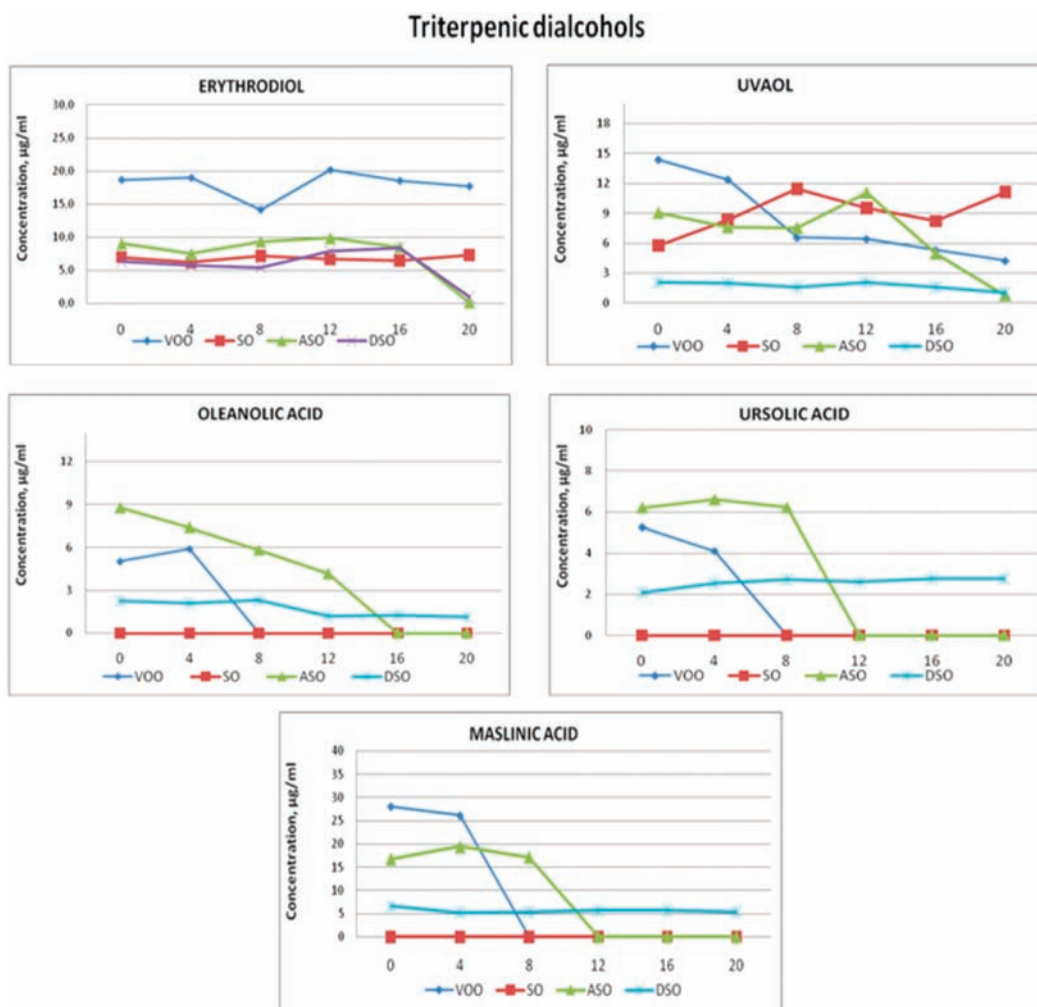 Triterpenic dialcohols
ERYTHRODIOL
Concentration, µg/ml
30.0
25.0
20.0
15.0
10.0
5.0
0.0
0 4 8 12 16 20
VOO SO ASO DSO
UVAOL
Concentration, µg/ml
18
15
12
9
6
3
0
0 4 8 12 16 20
VOO SO ASO DSO
OLEANOLIC ACID
Concentration, µg/ml
12
9
6
3
0
0 4 8 12 16 20
VOO SO ASO DSO
URSOLIC ACID
Concentration, µg/ml
10
8
6
4
2
0
0 4 8 12 16 20
VOO SO ASO DSO
MASLINIC ACID
Concentration, µg/ml
40
35
30
25
20
15
10
5
0
0 4 8 12 16 20
VOO SO ASO DSO